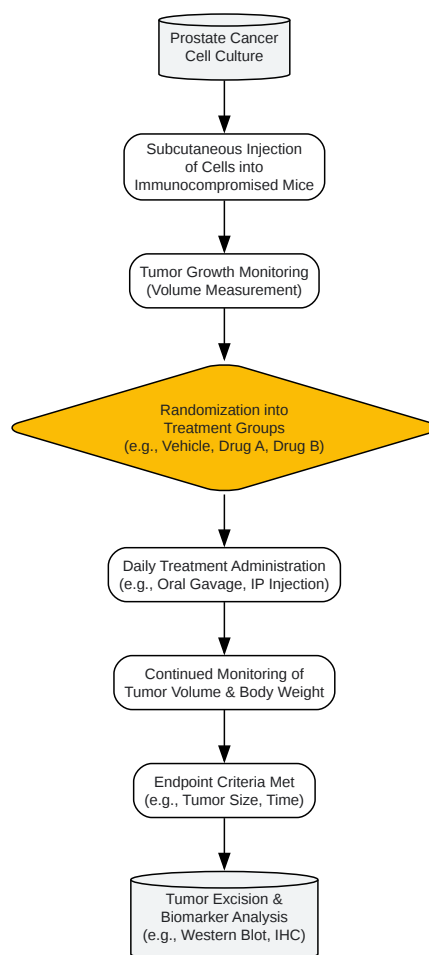 Prostate Cancer
Cell Culture
Subcutaneous Injection
of Cells into
Immunocompromised Mice
Tumor Growth Monitoring
(Volume Measurement)
Randomization into
Treatment Groups
(e.g., Vehicle, Drug A, Drug B)
Daily Treatment Administration
(e.g., Oral Gavage, IP Injection)
Continued Monitoring of
Tumor Volume & Body Weight
Endpoint Criteria Met
(e.g., Tumor Size, Time)
Tumor Excision &
Biomarker Analysis
(e.g., Western Blot, IHC)